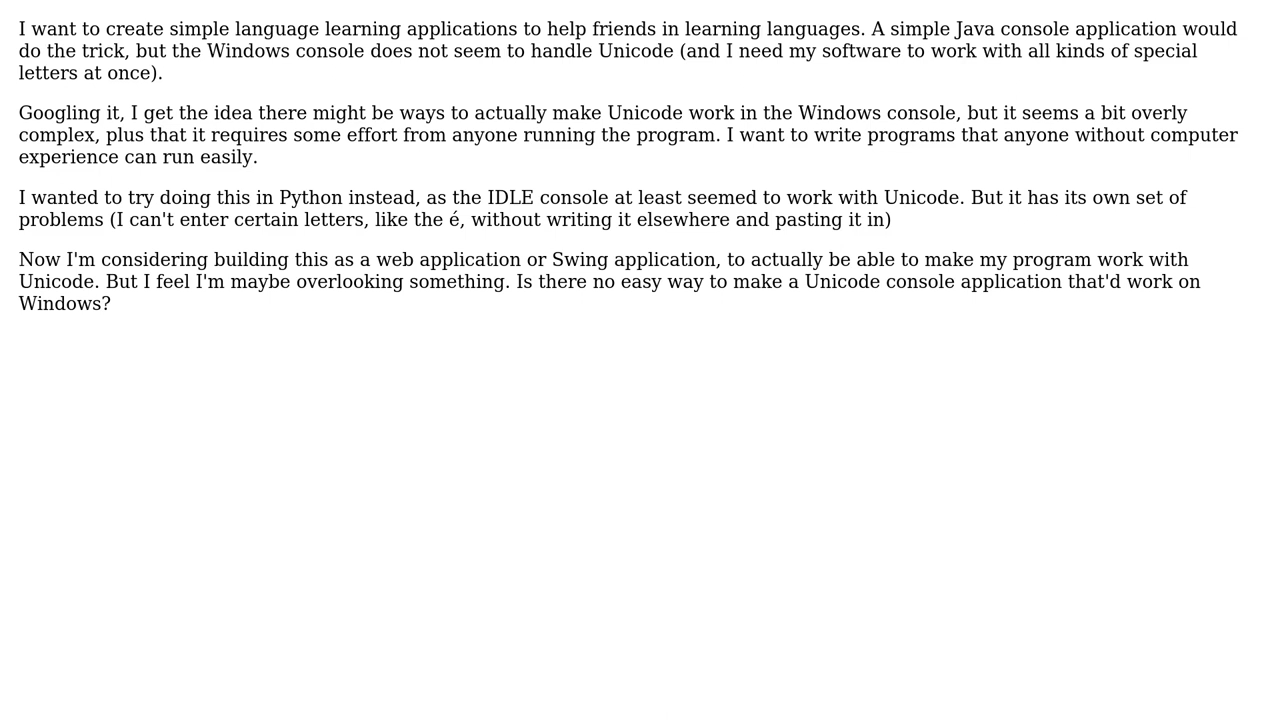 I want to create simple language learning applications to help friends in learning languages. A simple Java console application would
do the trick, but the Windows console does not seem to handle Unicode (and I need my software to work with all kinds of special
letters at once).
Googling it, I get the idea there might be ways to actually make Unicode work in the Windows console, but it seems a bit overly
complex, plus that it requires some effort from anyone running the program. I want to write programs that anyone without computer
experience can run easily.
I wanted to try doing this in Python instead, as the IDLE console at least seemed to work with Unicode. But it has its own set of
problems (I can't enter certain letters, like the é, without writing it elsewhere and pasting it in)
Now I'm considering building this as a web application or Swing application, to actually be able to make my program work with
Unicode. But I feel I'm maybe overlooking something. Is there no easy way to make a Unicode console application that'd work on
Windows?